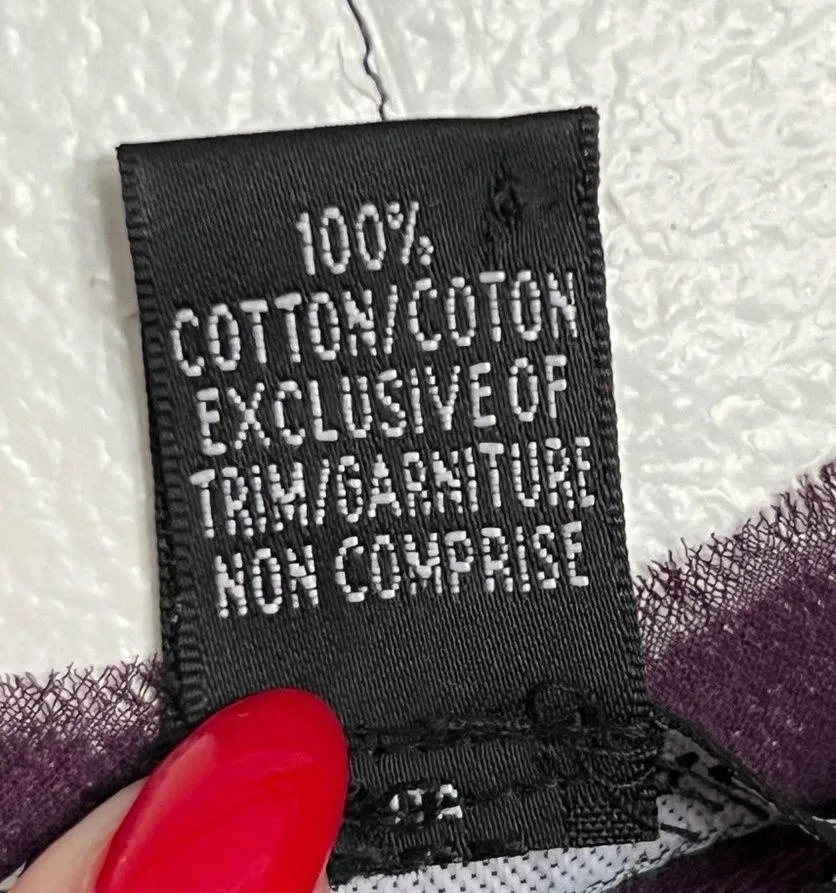 100%
COTTON/COTON
EXCLUSIVE OF
TRIM/GARNITURE
NON COMPRISE